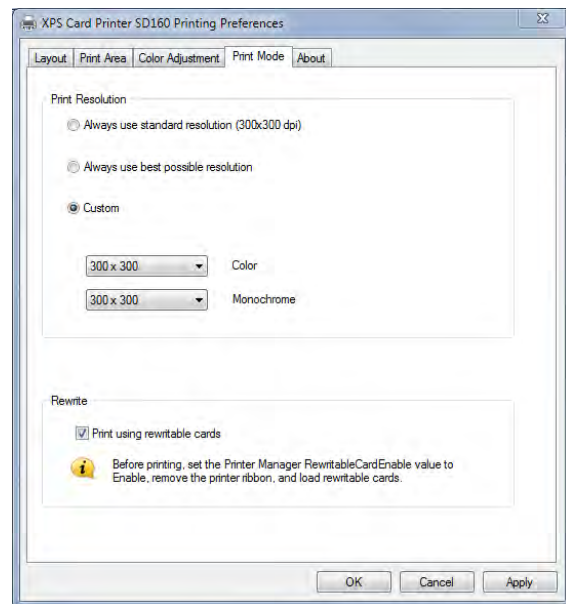 XPS Card Printer SD160 Printing Preferences
Layout
Print Area
Color Adjustment
Print Mode
About
Print Resolution
Always use standard resolution (300x300 dpi)
Always use best possible resolution
Custom
300 x 300
Color
300 x 300
Monochrome
Rewrite
Print using rewritable cards
Before printing, set the Printer Manager RewritableCardEnable value to
Enable, remove the printer ribbon, and load rewritable cards.
OK
Cancel
Apply